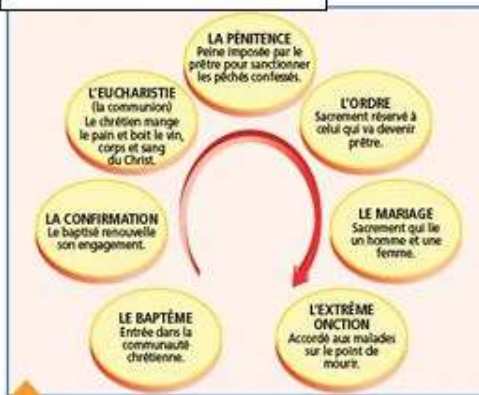 LE BAPTÊME
Entrée dans la
communauté
chrétienne.
LA CONFIRMATION
Le baptisé renouvelle
son engagement.
L'EUCHARISTIE
(la communion)
Le chrétien mange
le pain et boit le vin,
corps et sang
du Christ.
LA PÉNITENCE
Peine imposée par le
prêtre pour sanctionner
les péchés confessés.
L'ORDRE
Sacrement réservé à
celui qui va devenir
prêtre.
LE MARIAGE
Sacrement qui lie
un homme et une
femme.
L'EXTRÊME
ONCTION
Accordé aux malades
sur le point de
mourir.